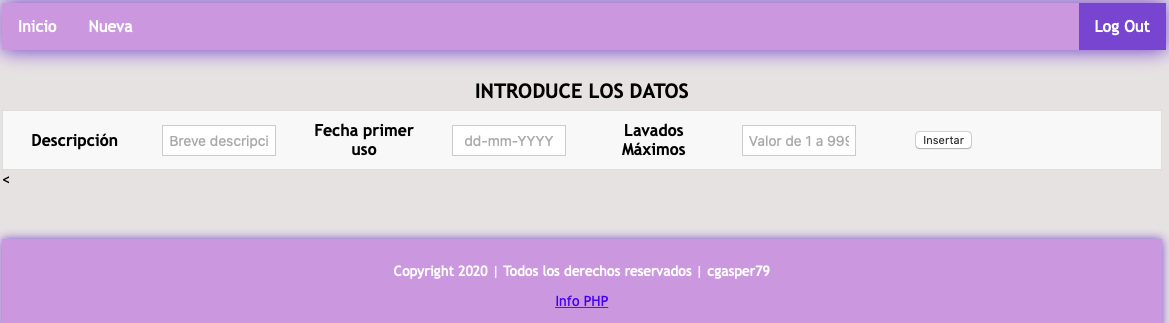 Inicio Nueva Log Out
INTRODUCE LOS DATOS
Descripción Breve descripci Fecha primer uso dd-mm-YYYY Lavados Máximos Valor de 1 a 999 Insertar
<
Copyright 2020 | Todos los derechos reservados | cgasper79
Info PHP